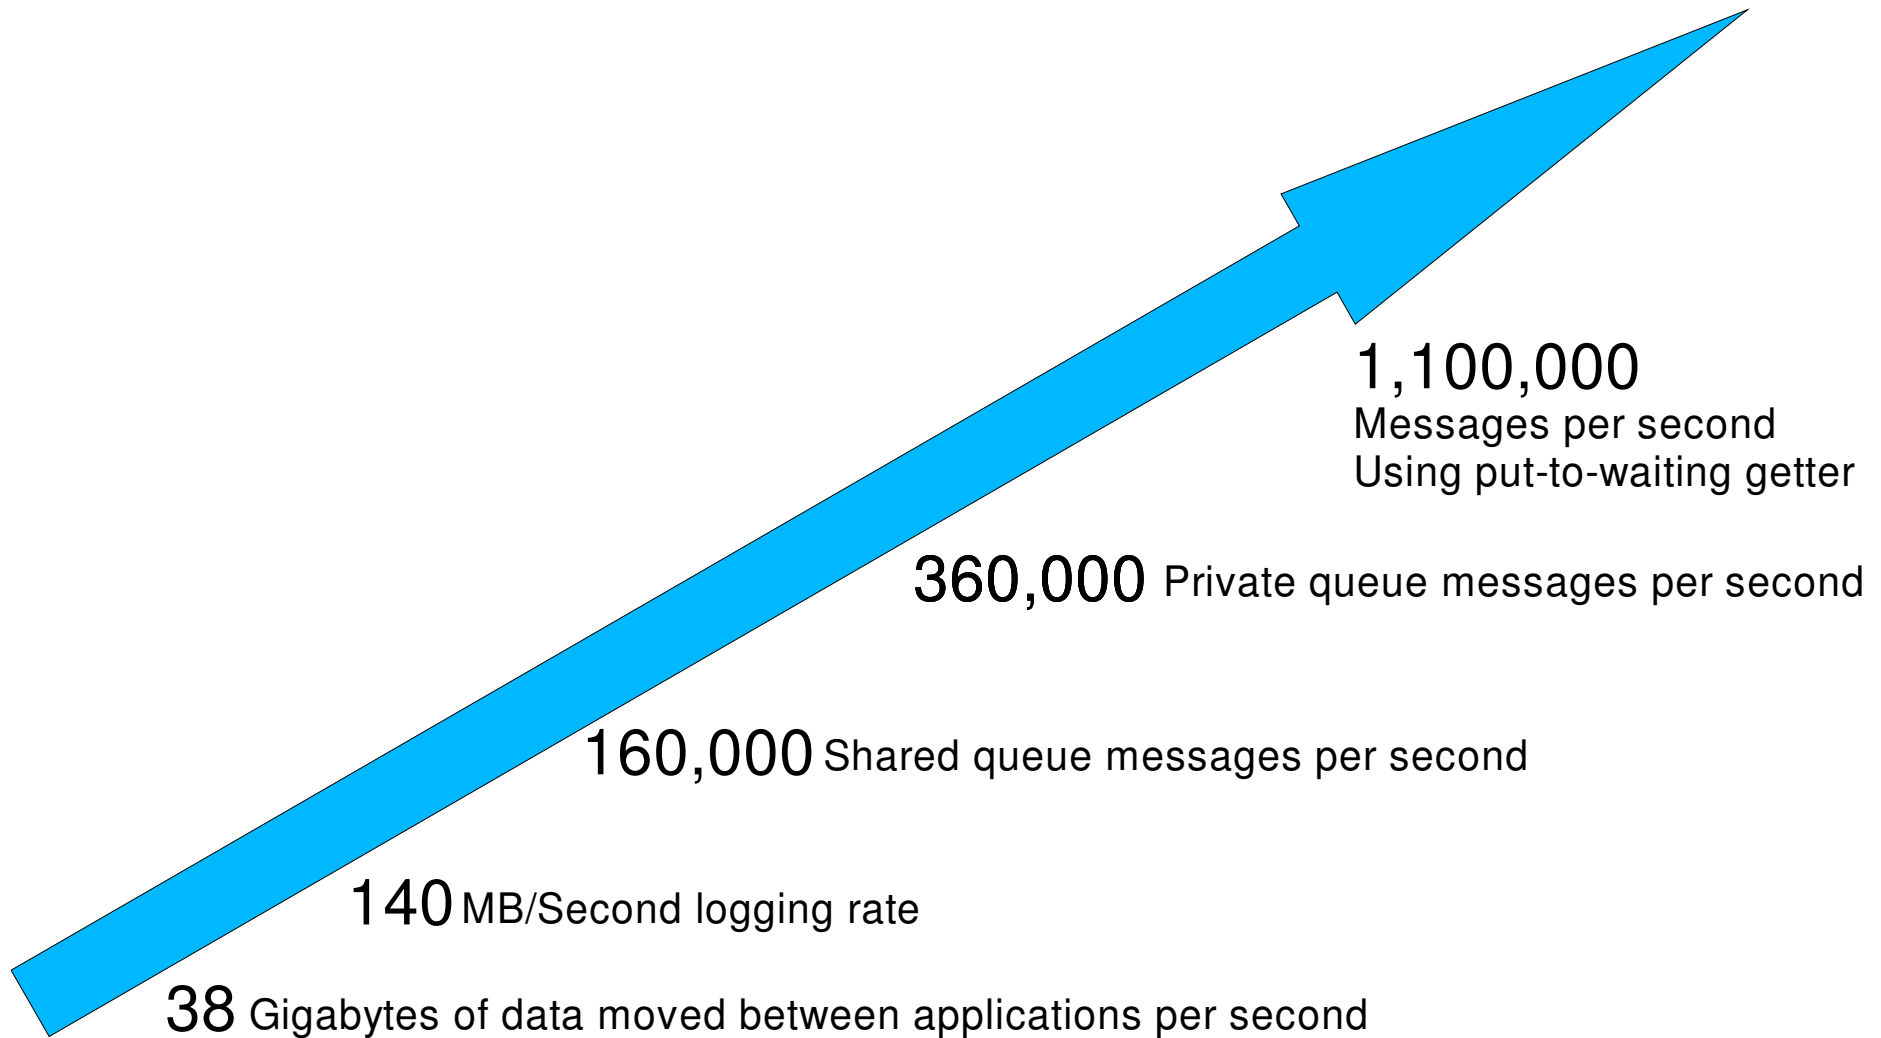 1,100,000
Messages per second
Using put-to-waiting getter
360,000 Private queue messages per second
160,000 Shared queue messages per second
140 MB/Second logging rate
38 Gigabytes of data moved between applications per second